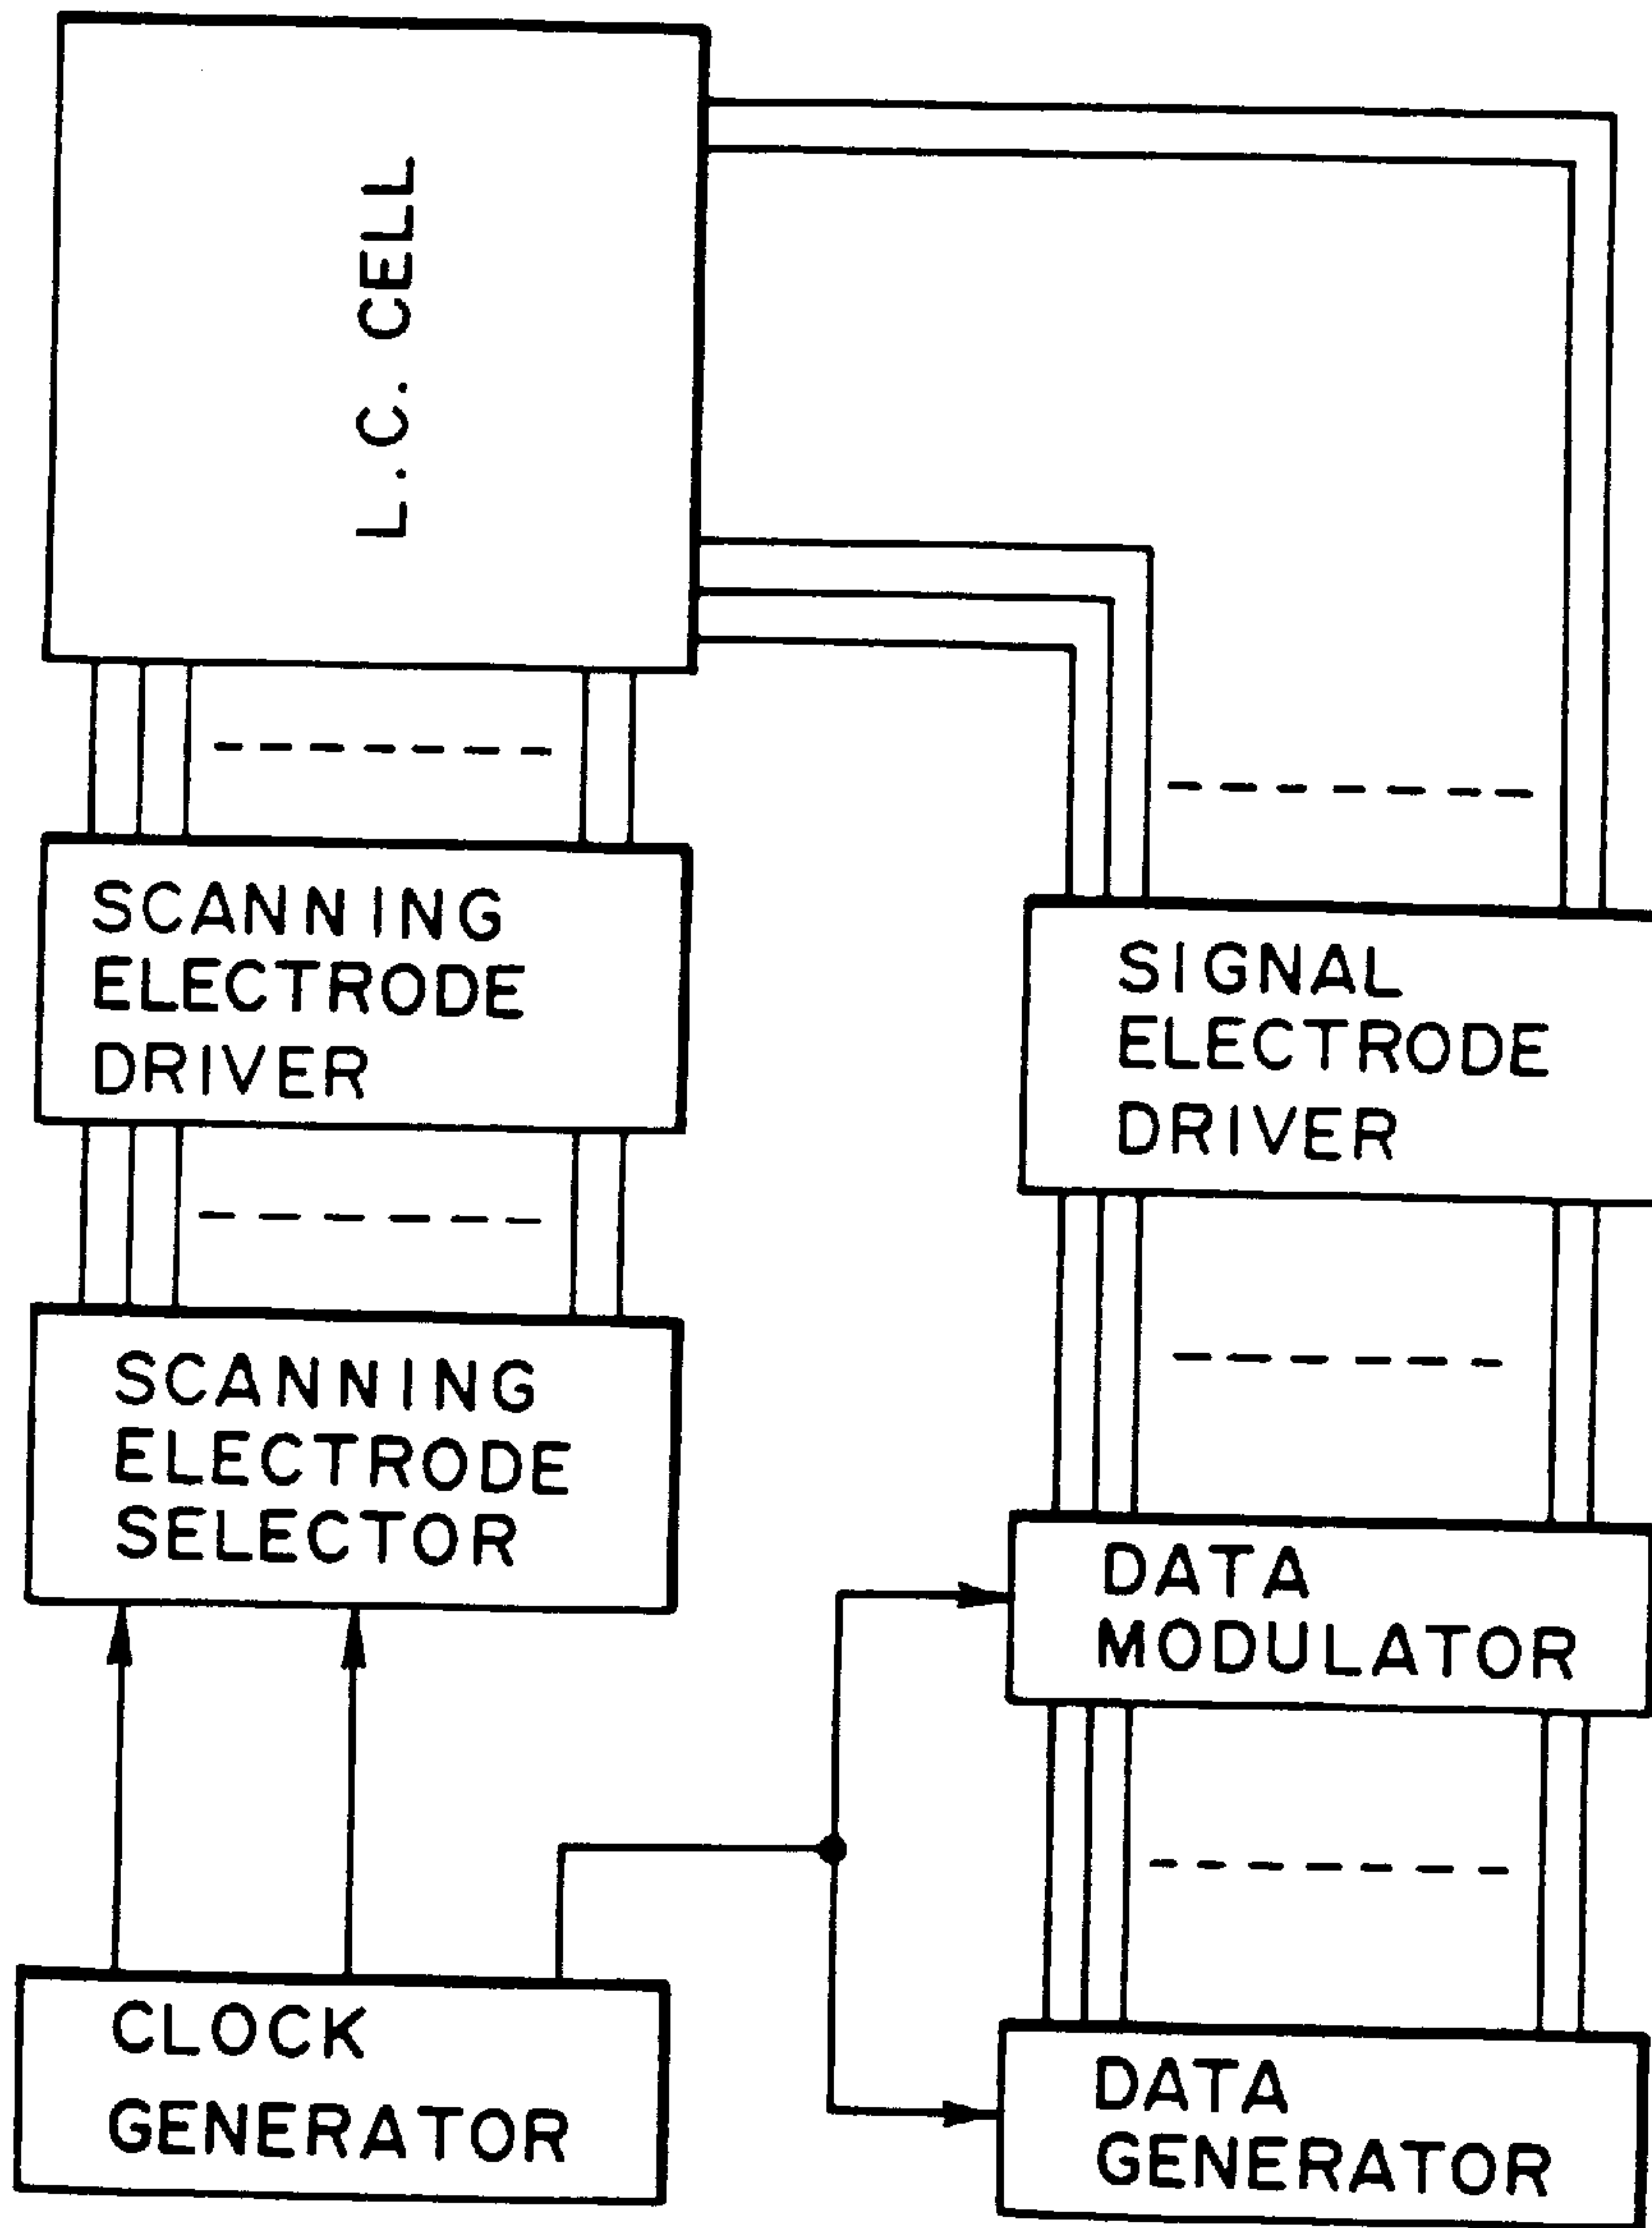 L.C. CELL
SCANNING
ELECTRODE
DRIVER
SIGNAL
ELECTRODE
DRIVER
SCANNING
ELECTRODE
SELECTOR
DATA
MODULATOR
CLOCK
GENERATOR
DATA
GENERATOR